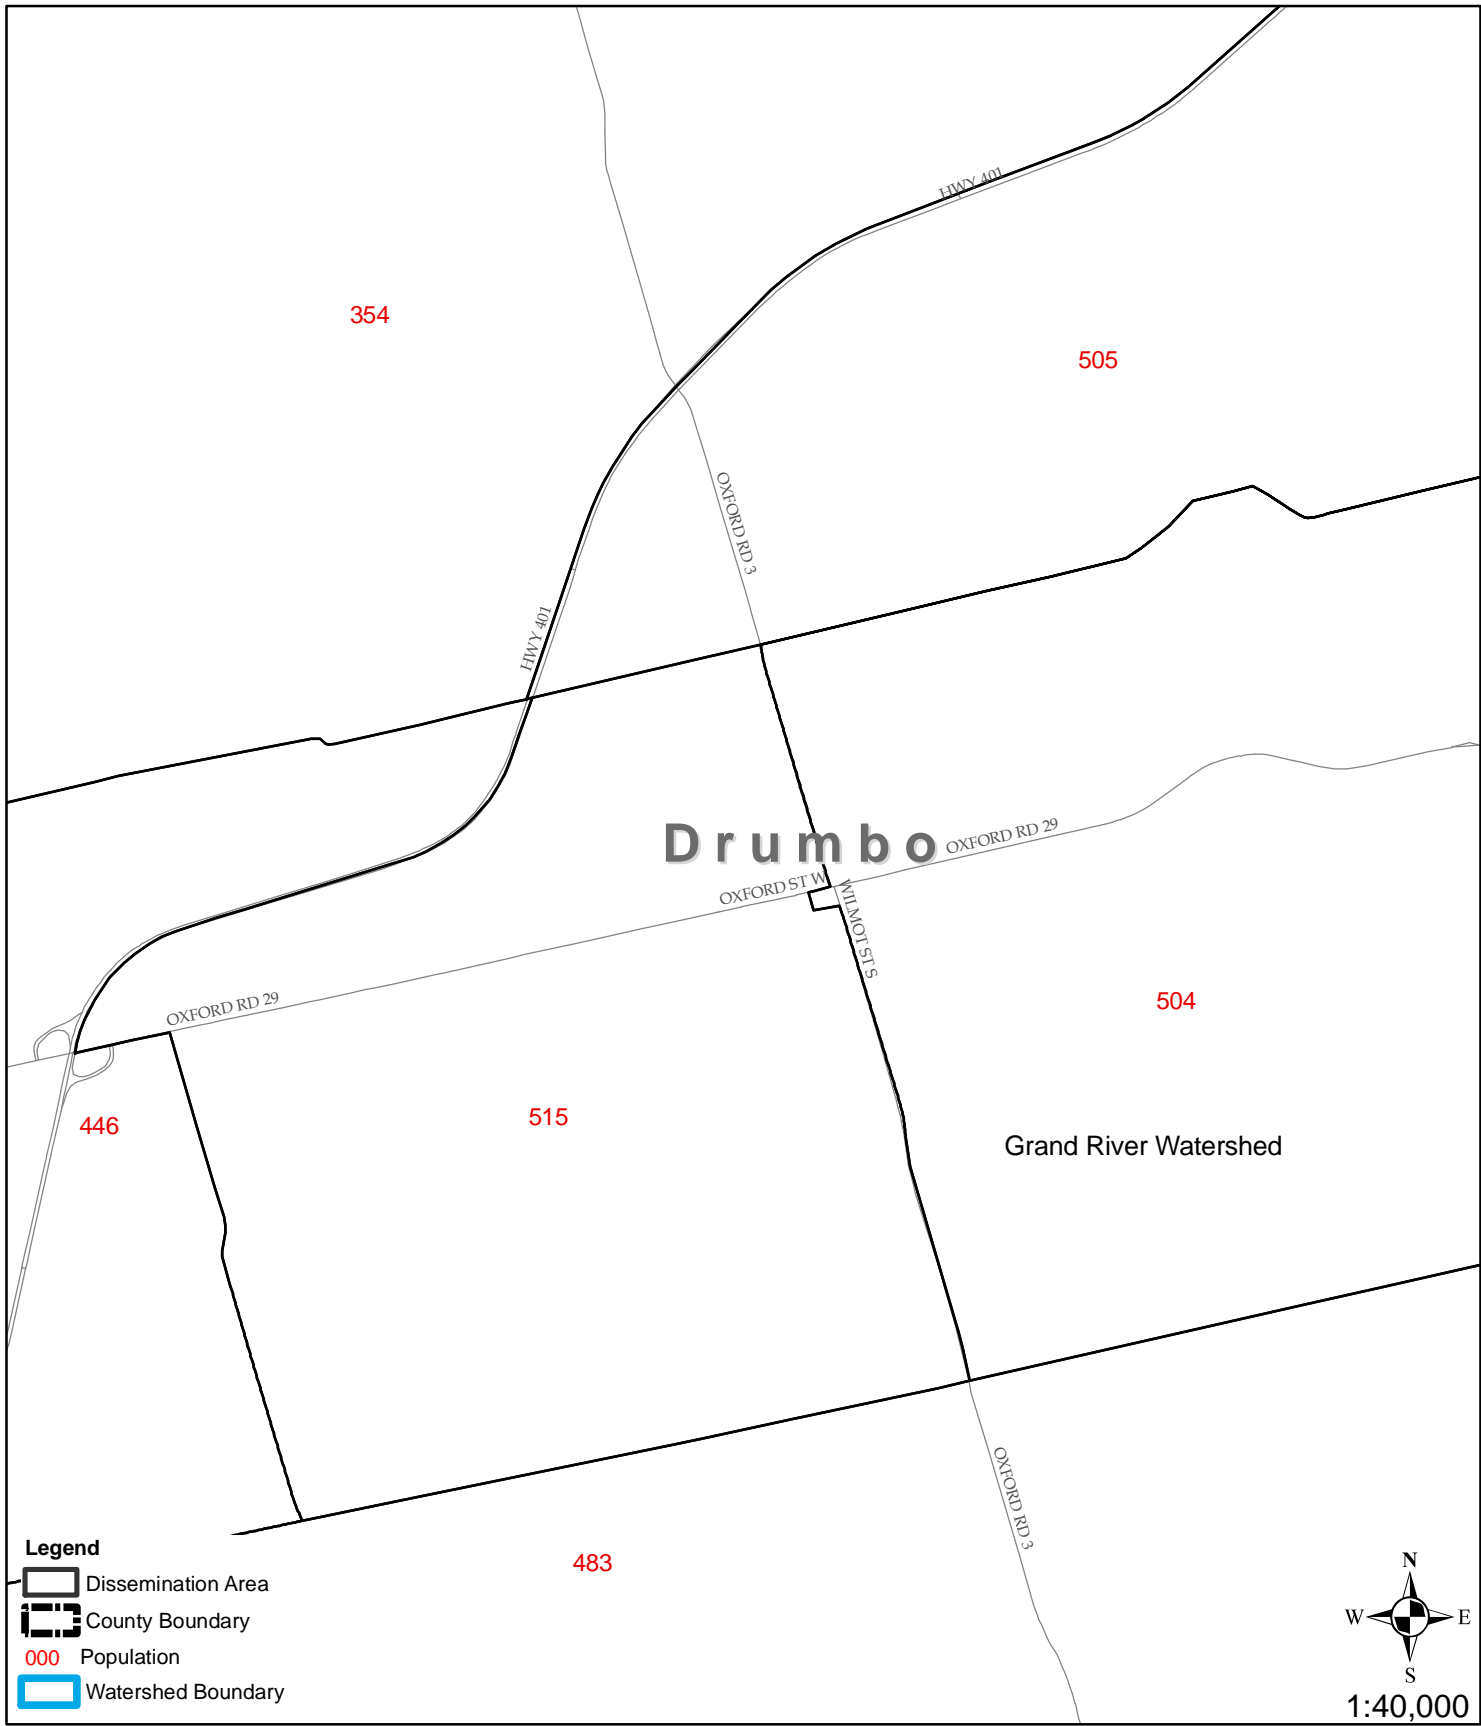 HWY 401
354
505
OXFORD RD 3
HWY 401
Drumbo
OXFORD RD 29
OXFORD ST W
WILMOT ST S
OXFORD RD 29
504
446
515
Grand River Watershed
OXFORD RD 3
483
Legend
Dissemination Area
County Boundary
000 Population
Watershed Boundary
N
W E
S
1:40,000